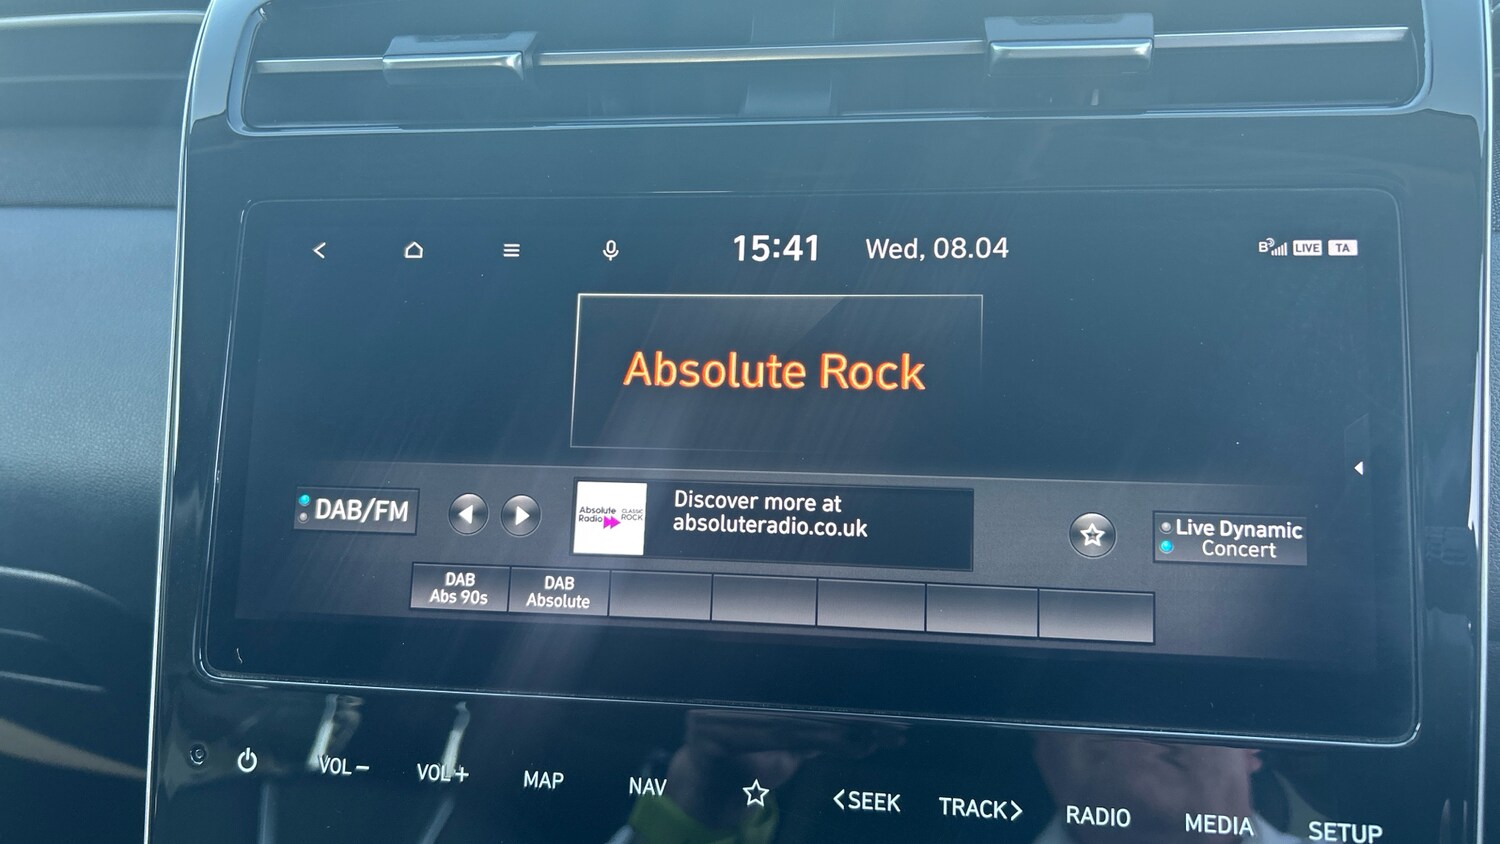 15:41 Wed, 08.04
B LIVE TA
Absolute Rock
DAB/FM
Absolute
Radio
CLASSIC
ROCK
Discover more at
absoluteradio.co.uk
Live Dynamic
Concert
DAB
Abs 90s
DAB
Absolute
VOL− VOL+ MAP NAV <SEEK TRACK> RADIO MEDIA SETUP